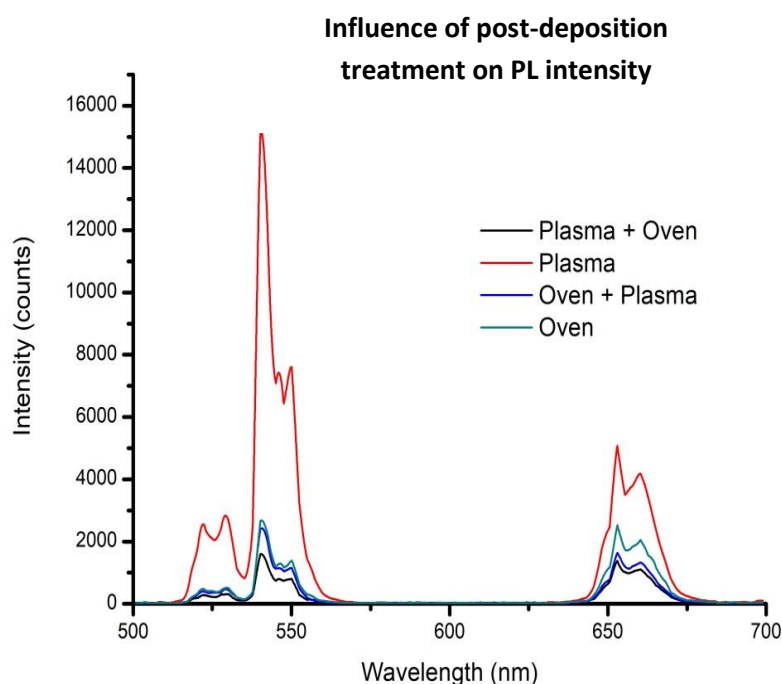 Influence of post-deposition
treatment on PL intensity
16000
14000
12000
10000
8000
6000
4000
2000
0
Intensity (counts)
Plasma + Oven
Plasma
Oven + Plasma
Oven
500
550
600
650
700
Wavelength (nm)